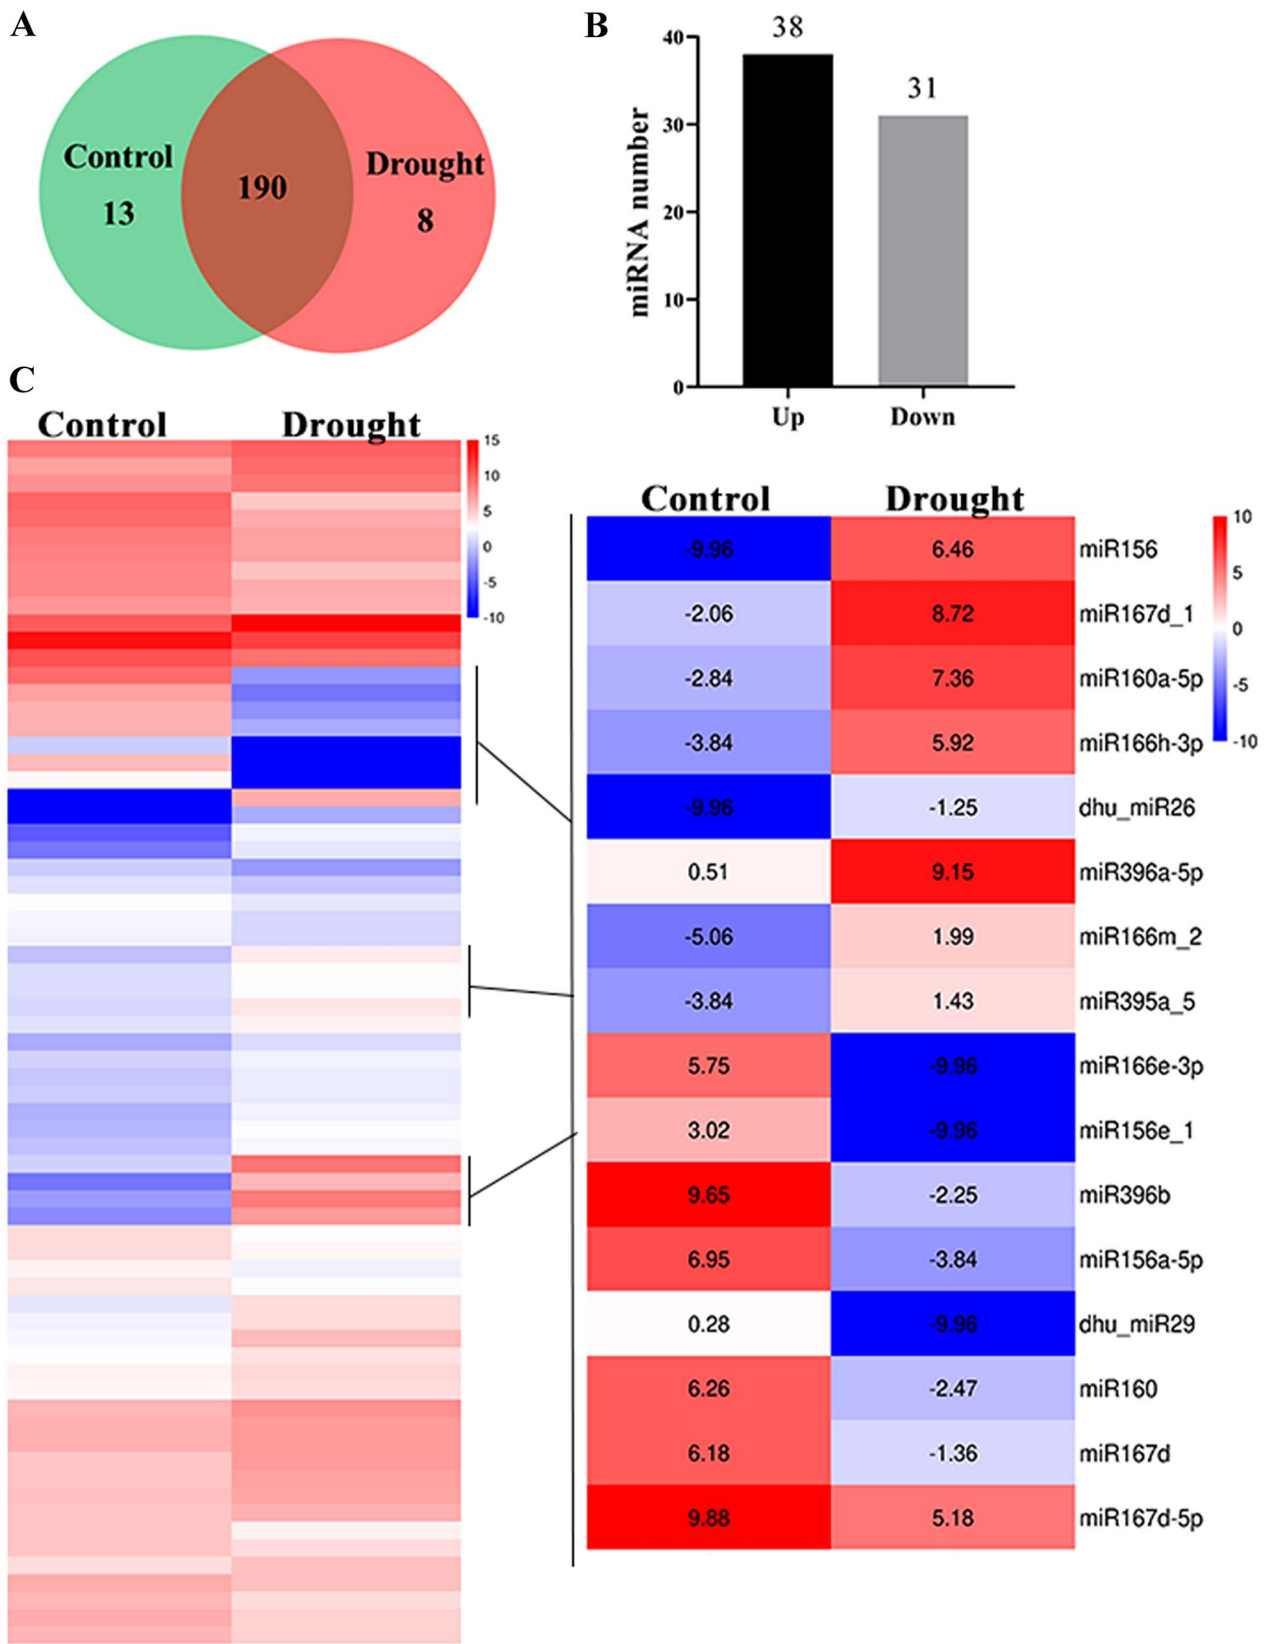 A
Control
13
190
Drought
8
B
miRNA number
40
30
20
10
0
38
31
Up
Down
C
Control Drought
15
10
5
0
-5
-10
Control Drought
-9.96 6.46 miR156
-2.06 8.72 miR167d_1
-2.84 7.36 miR160a-5p
-3.84 5.92 miR166h-3p
-9.96 -1.25 dhu_miR26
0.51 9.15 miR396a-5p
-5.06 1.99 miR166m_2
-3.84 1.43 miR395a_5
5.75 -9.96 miR166e-3p
3.02 -9.96 miR156e_1
9.65 -2.25 miR396b
6.95 -3.84 miR156a-5p
0.28 -9.96 dhu_miR29
6.26 -2.47 miR160
6.18 -1.36 miR167d
9.88 5.18 miR167d-5p
10
5
0
-5
-10